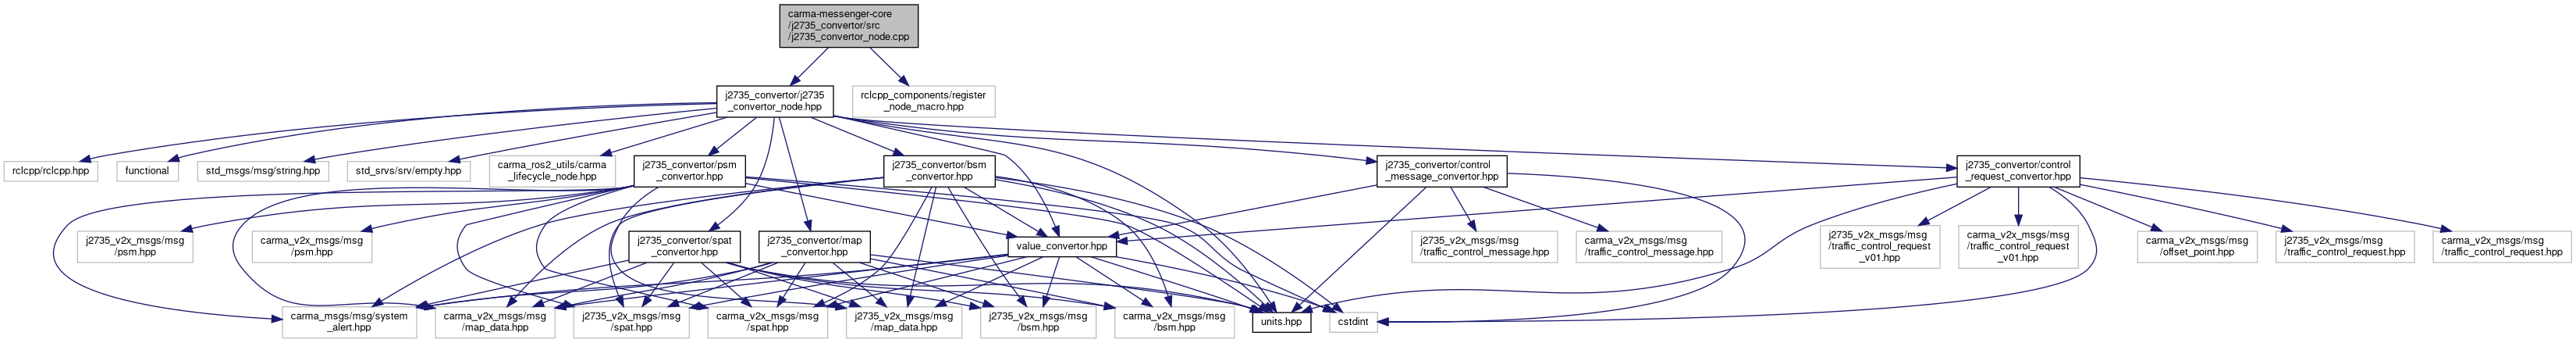 carma-messenger-core
/j2735_convertor/src
/j2735_convertor_node.cpp
j2735_convertor/j2735
_convertor_node.hpp
rclcpp_components/register
_node_macro.hpp
rclcpp/rclcpp.hpp
functional
std_msgs/msg/string.hpp
std_srvs/srv/empty.hpp
carma_ros2_utils/carma
_lifecycle_node.hpp
j2735_convertor/psm
_convertor.hpp
j2735_convertor/bsm
_convertor.hpp
j2735_convertor/control
_message_convertor.hpp
j2735_convertor/control
_request_convertor.hpp
j2735_v2x_msgs/msg
/psm.hpp
carma_v2x_msgs/msg
/psm.hpp
j2735_convertor/spat
_convertor.hpp
j2735_convertor/map
_convertor.hpp
value_convertor.hpp
j2735_v2x_msgs/msg
/traffic_control_message.hpp
carma_v2x_msgs/msg
/traffic_control_message.hpp
j2735_v2x_msgs/msg
/traffic_control_request
_v01.hpp
carma_v2x_msgs/msg
/traffic_control_request
_v01.hpp
carma_v2x_msgs/msg
/offset_point.hpp
j2735_v2x_msgs/msg
/traffic_control_request.hpp
carma_v2x_msgs/msg
/traffic_control_request.hpp
carma_msgs/msg/system
_alert.hpp
carma_v2x_msgs/msg
/map_data.hpp
j2735_v2x_msgs/msg
/spat.hpp
carma_v2x_msgs/msg
/spat.hpp
j2735_v2x_msgs/msg
/map_data.hpp
j2735_v2x_msgs/msg
/bsm.hpp
carma_v2x_msgs/msg
/bsm.hpp
units.hpp
cstdint